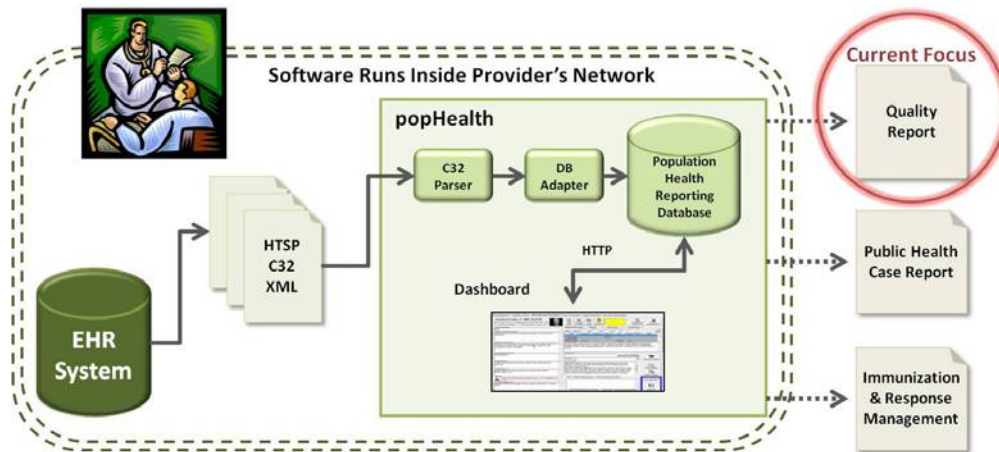 Software Runs Inside Provider's Network
Current Focus
Quality
Report
popHealth
C32
Parser
DB
Adapter
Population
Health
Reporting
Database
HTSP
C32
XML
HTTP
Public Health
Case Report
Dashboard
EHR
System
Immunization
& Response
Management